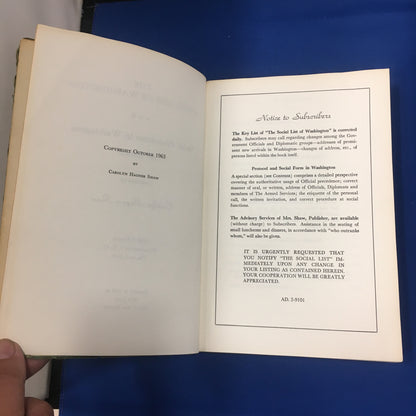 COPYRIGHT OCTOBER 1965
BY
CAROLYN HAGNER SHAW
Notice to Subscribers
The Key List of "The Social List of Washington" is corrected
daily. Subscribers may call regarding changes among the Gov-
ernment Officials and Diplomatic groups—addresses of promi-
nent new arrivals in Washington—changes of address, etc., of
persons listed within the book itself.
Protocol and Social Form in Washington
A special section (see Contents) comprises a detailed perspective
covering the authoritative usage of Official precedence; correct
manner of oral, or written, address of Officials, Diplomats and
members of The Armed Services; the etiquette of the personal
call, the written invitation, and correct procedure at social
functions.
The Advisory Services of Mrs. Shaw, Publisher, are available
(without charge) to Subscribers. Assistance in the seating of
small luncheons and dinners, in accordance with "who outranks
whom," will also be given.
IT IS URGENTLY REQUESTED THAT
YOU NOTIFY "THE SOCIAL LIST" IM-
MEDIATELY UPON ANY CHANGE IN
YOUR LISTING AS CONTAINED HEREIN.
YOUR COOPERATION WILL BE GREATLY
APPRECIATED.
AD. 2-9101